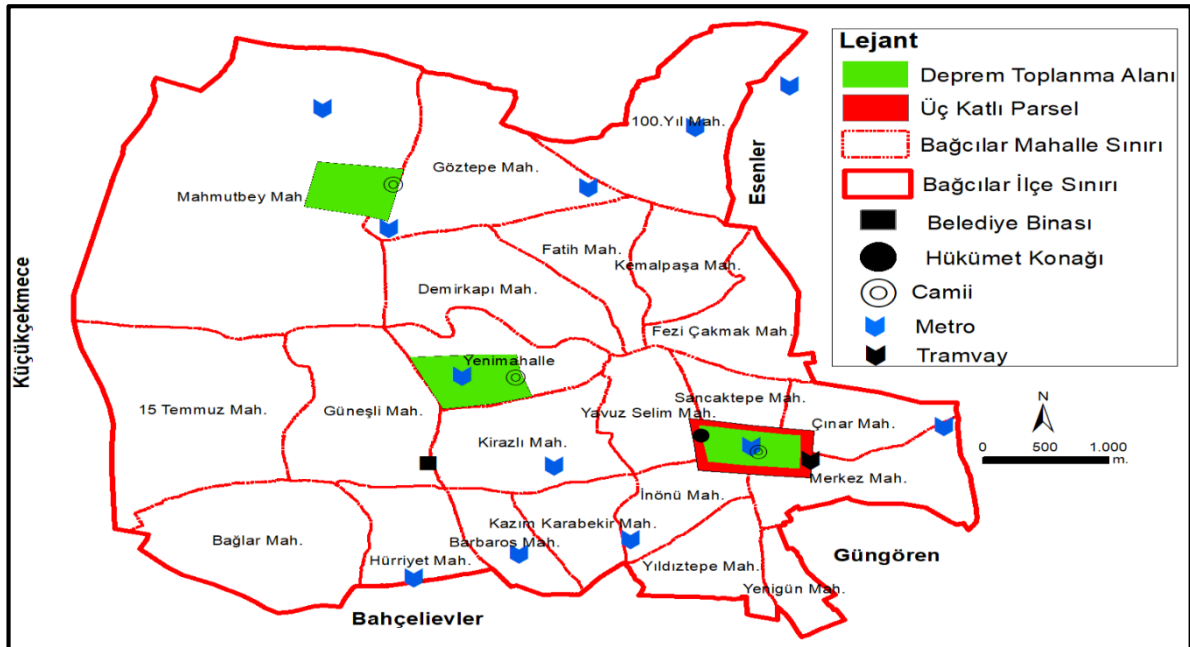 Lejant
Deprem Toplanma Alanı
Üç Katlı Parsel
Bağcılar Mahalle Sınırı
Bağcılar İlçe Sınırı
Belediye Binası
Hükümet Konağı
Camii
Metro
Tramvay
100.Yıl Mah.
Esenler
Göztepe Mah.
Mahmutbey Mah.
Fatih Mah.
Kemalpaşa Mah.
Demirkapı Mah.
Fezi Çakmak Mah.
Küçükçekmece
Yenimahalle
Sancaktepe Mah.
15 Temmuz Mah.
Güneşli Mah.
Yavuz Selim Mah.
Çınar Mah.
Kirazlı Mah.
Merkez Mah.
İnönü Mah.
Kazım Karabekir Mah.
Bağlar Mah.
Barbaros Mah.
Hürriyet Mah.
Yıldıztepe Mah.
Yenigün Mah.
Güngören
Bahçelievler
N
0 500 1.000
m.